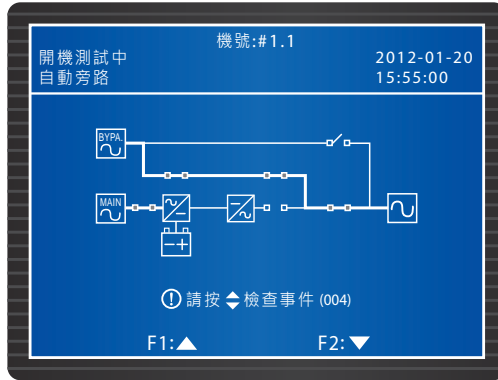 機號:#1.1
開機測試中
自動旁路
2012-01-20
15:55:00
BYPA.
MAIN
請按檢查事件 (004)
F1:
F2: